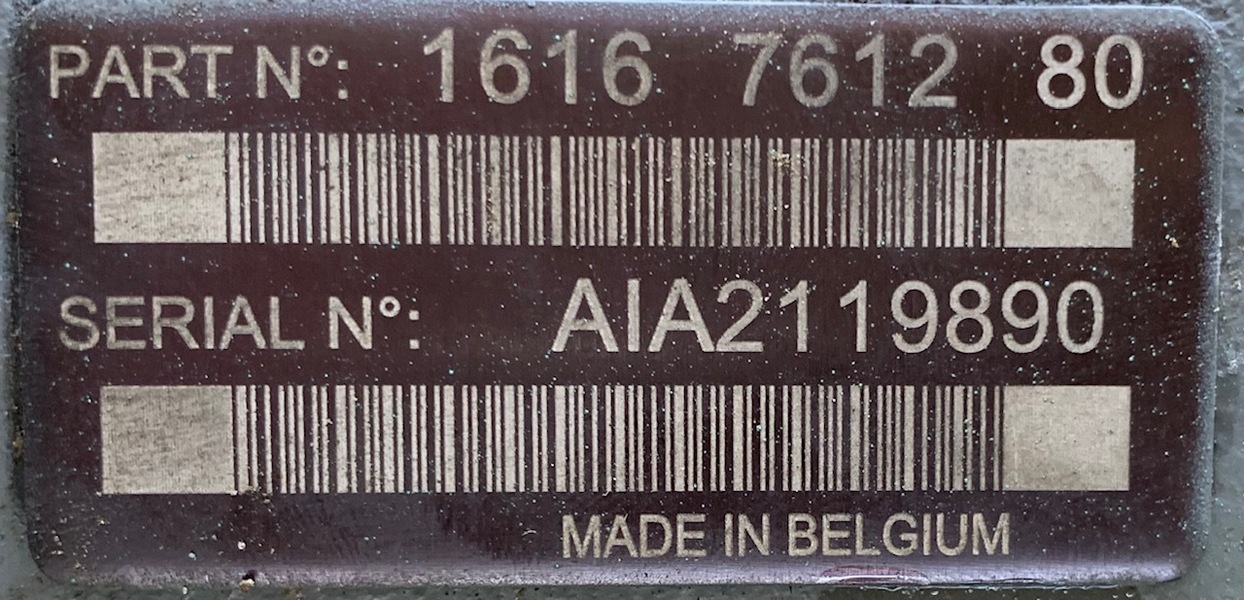 PART N°: 1616 7612 80
SERIAL N°: AIA2119890
MADE IN BELGIUM